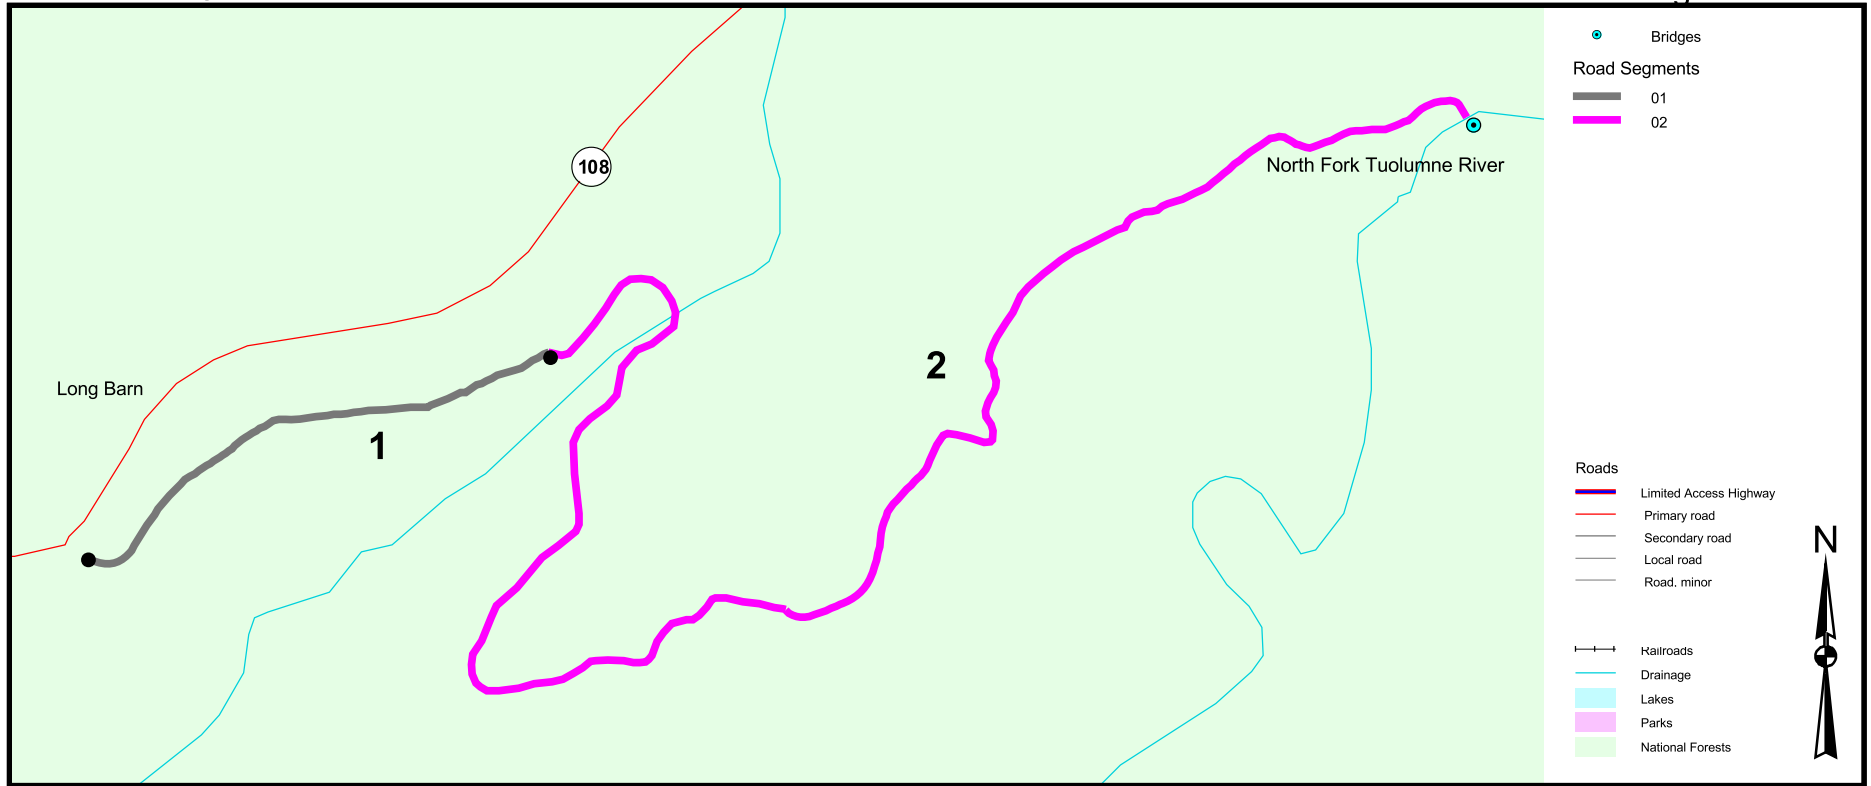 Bridges
Road Segments
01
02
108
North Fork Tuolumne River
2
Long Barn
1
Roads
Limited Access Highway
Primary road
Secondary road
Local road
Road, minor
N
Railroads
Drainage
Lakes
Parks
National Forests